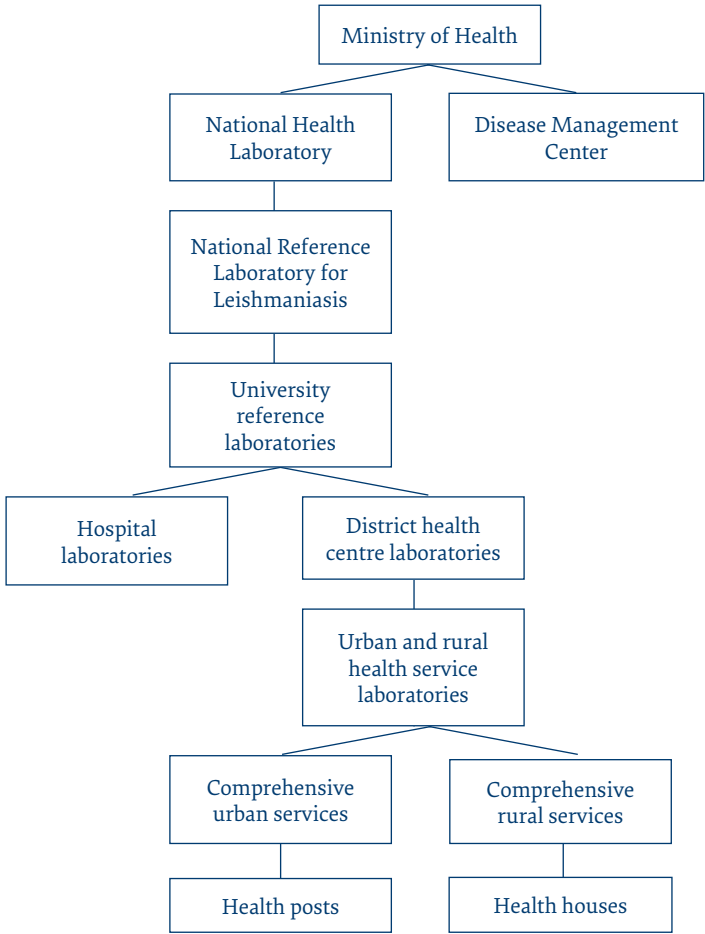 Ministry of Health
National Health
Laboratory
Disease Management
Center
National Reference
Laboratory for
Leishmaniasis
University
reference
laboratories
Hospital
laboratories
District health
centre laboratories
Urban and rural
health service
laboratories
Comprehensive
urban services
Comprehensive
rural services
Health posts
Health houses